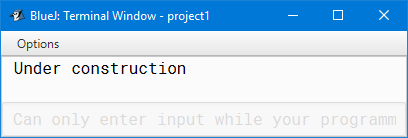 BlueJ: Terminal Window - project1
Options
Under construction
Can only enter input while your programm